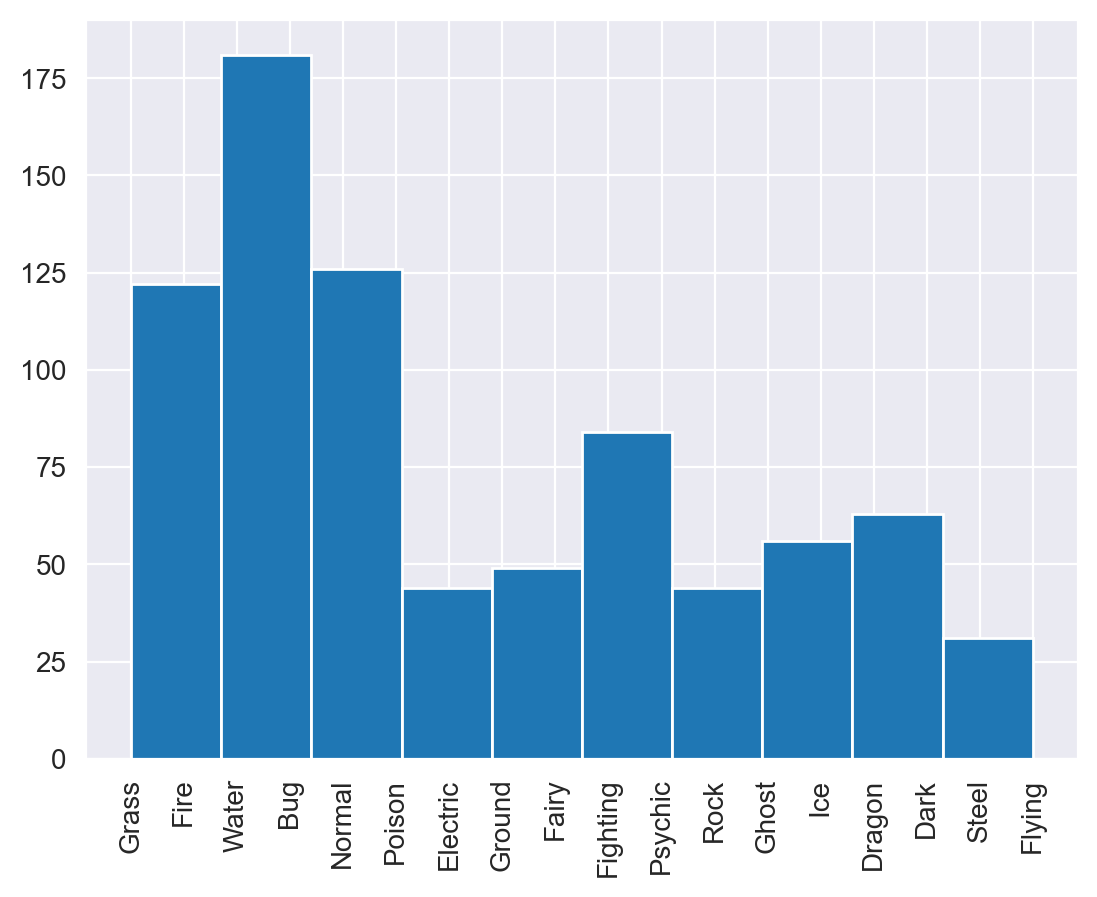 175
150
125
100
75
50
25
0
Grass
Fire
Water
Bug
Normal
Poison
Electric
Ground
Fairy
Fighting
Psychic
Rock
Ghost
Ice
Dragon
Dark
Steel
Flying